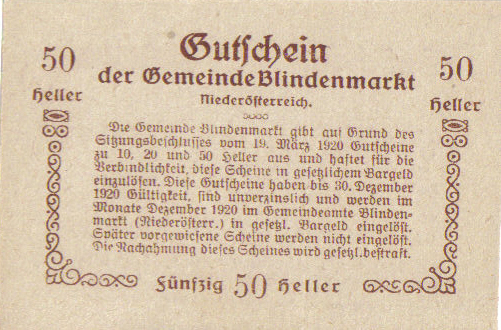 50
Heller
Gutschein
der Gemeinde Blindenmarkt
Niederösterreich.
50
Heller
Die Gemeinde Blindenmarkt gibt auf Grund des
Sitzungsbeschlusses vom 19. März 1920 Gutscheine
zu 10, 20 und 50 Heller aus und haftet für die
Verbindlichkeit, diese Scheine in gesetzlichem Bargeld
einzulösen. Diese Gutscheine haben bis 30. Dezember
1920 Gültigkeit, sind unverzinslich und werden im
Monate Dezember 1920 im Gemeindeamte Blinden-
markt (Niederösterr.) in gesetzl. Bargeld eingelöst.
Später vorgewiesene Scheine werden nicht eingelöst.
Die Nachahmung dieses Scheines wird gesetzl. bestraft.
Fünfzig 50 Heller